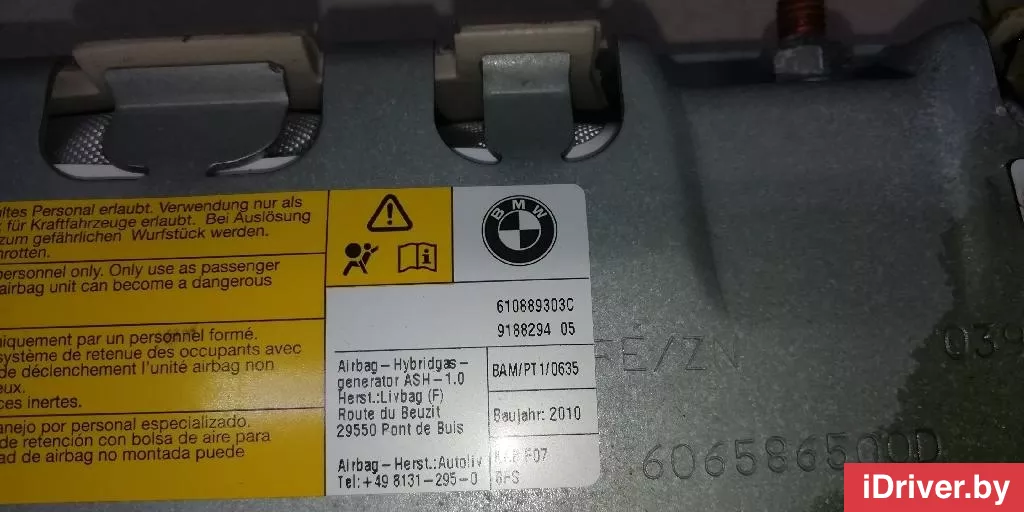 ltes Personal erlaubt. Verwendung nur als
k für Kraftfahrzeuge erlaubt. Bei Auslösung
zum gefährlichen Wurfstück werden.
hrotten.
personnel only. Only use as passenger
airbag unit can become a dangerous
niquement par un personnel formé.
système de retenue des occupants avec
de déclenchement l'unité airbag non
eux.
ces inertes.
anejo por personal especializado.
de retención con bolsa de aire para
ad de airbag no montada puede
BMW
610889303C
9188294 05
Airbag-Hybridgas-
generator ASH-1.0
Herst.:Livbag (F)
Route du Beuzit
29550 Pont de Buis
BAM/PT1/0635
Baujahr: 2010
Airbag-Herst.:Autoliv
Tel:+49 8131-295-0
F07
BFS
FE/ZN
039
606586500D
iDriver.by